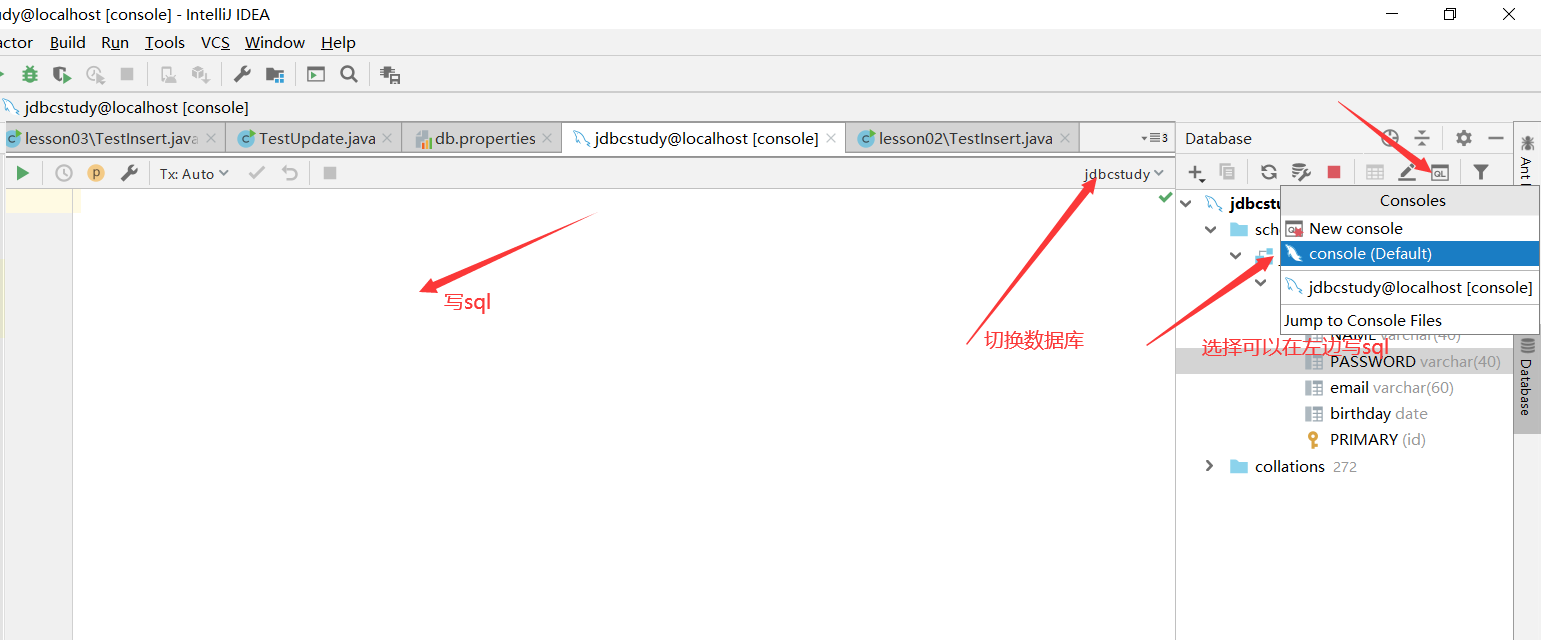 dy@localhost [console] - IntelliJ IDEA
actor Build Run Tools VCS Window Help
jdbcstudy@localhost [console]
lesson03\TestInsert.java TestUpdate.java db.properties jdbcstudy@localhost [console] lesson02\TestInsert.java 3 Database
p Tx: Auto jdbcstudy QL
Consoles
jdbcstu
New console
sch
console (Default)
jdbcstudy@localhost [console]
写sql
Jump to Console Files
NAME varchar(40)
切换数据库
选择可以在左边写sql
PASSWORD varchar(40)
email varchar(60)
birthday date
PRIMARY (id)
collations 272
Ant
Database